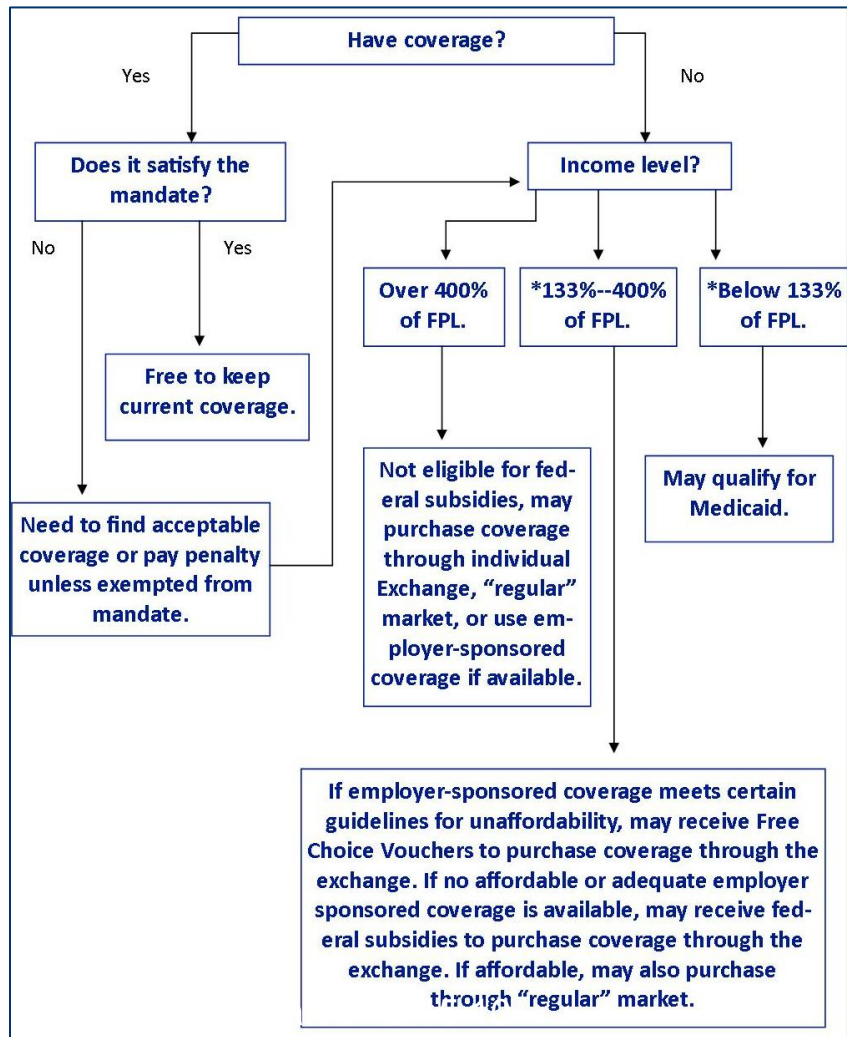 Have coverage?
Yes
No
Does it satisfy the
mandate?
Income level?
No
Yes
Over 400%
of FPL.
*133%--400%
of FPL.
*Below 133%
of FPL.
Free to keep
current coverage.
Not eligible for fed-
eral subsidies, may
purchase coverage
through individual
Exchange, “regular”
market, or use em-
ployer-sponsored
coverage if available.
May qualify for
Medicaid.
Need to find acceptable
coverage or pay penalty
unless exempted from
mandate.
If employer-sponsored coverage meets certain
guidelines for unaffordability, may receive Free
Choice Vouchers to purchase coverage through the
exchange. If no affordable or adequate employer
sponsored coverage is available, may receive fed-
eral subsidies to purchase coverage through the
exchange. If affordable, may also purchase
through “regular” market.